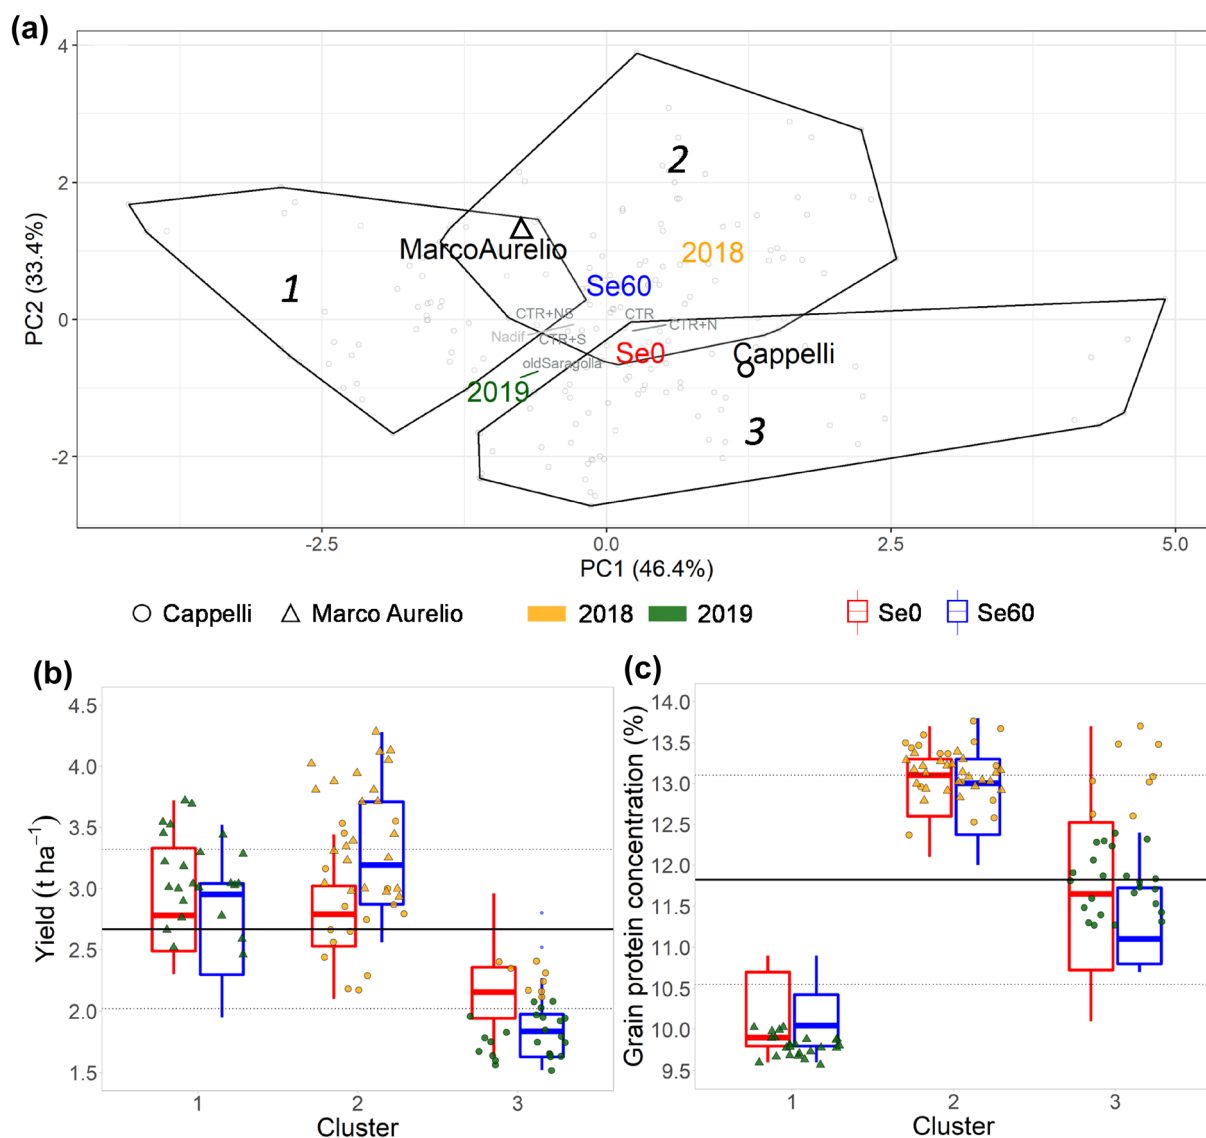 (a)
4
2
0
-2
PC2 (33.4%)
2
MarcoAurelio
2018
1
Se60
CTR+NS
CTR
CTR+N
Nadif
CTR+S
Se0
Cappelli
oldSaragolla
2019
3
-2.5
0.0
2.5
5.0
PC1 (46.4%)
Cappelli
Marco Aurelio
2018
2019
Se0
Se60
(b)
4.5
4.0
3.5
3.0
2.5
2.0
1.5
Yield (t ha⁻¹)
1
2
3
Cluster
(c)
14.0
13.5
13.0
12.5
12.0
11.5
11.0
10.5
10.0
9.5
Grain protein concentration (%)
1
2
3
Cluster